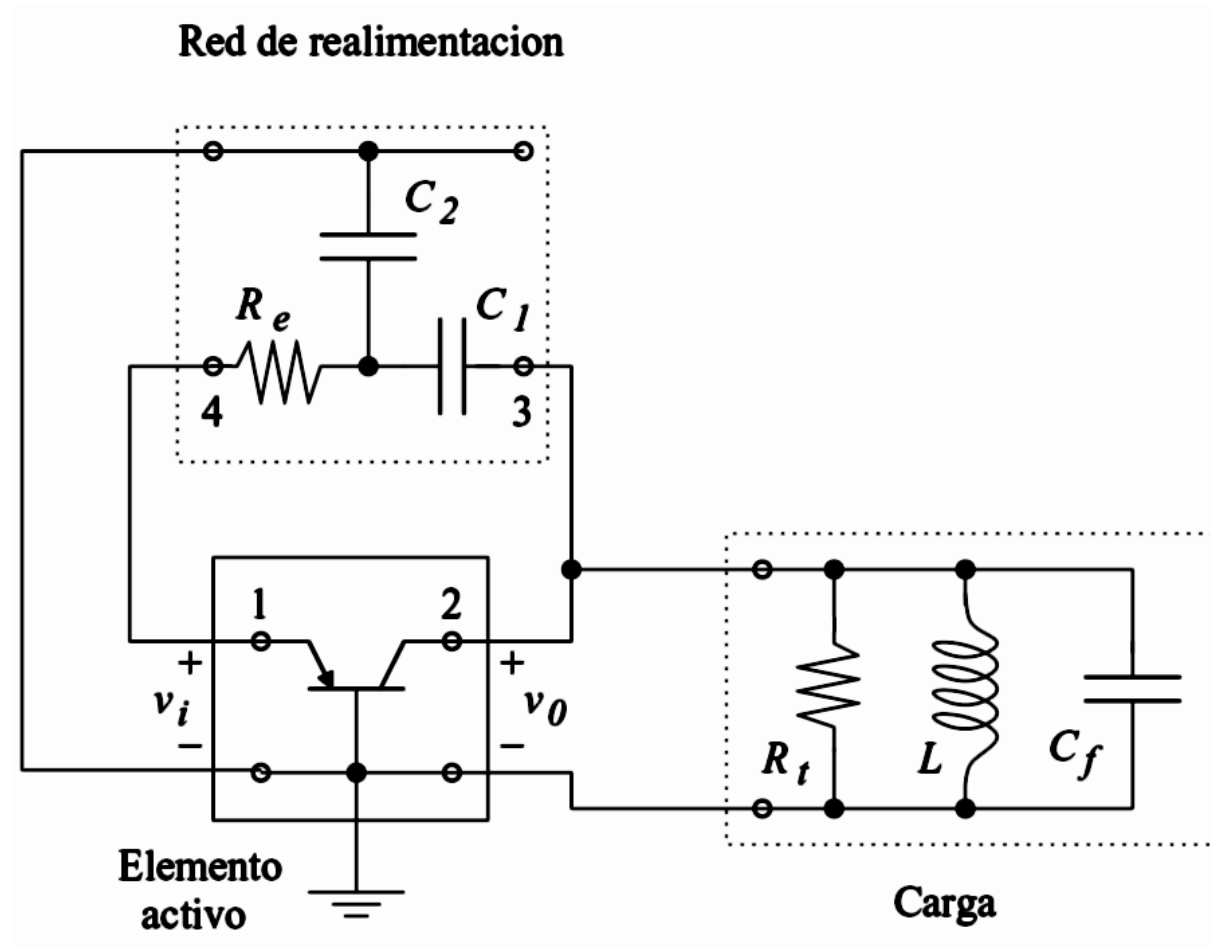 Red de realimentacion
C2
Re
C1
4
3
1
2
+
+
vi
v0
−
−
Rt
L
Cf
Elemento
activo
Carga